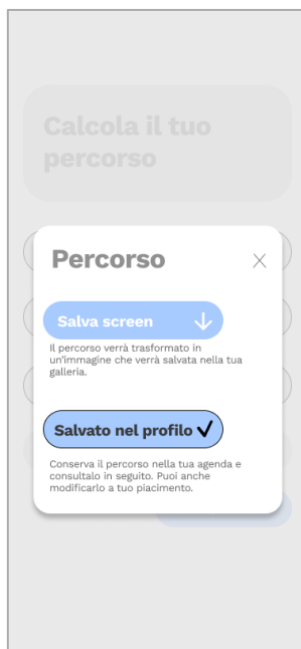 Calcola il tuo
percorso
Percorso
Salva screen
Il percorso verrà trasformato in
un'immagine che verrà salvata nella tua
galleria.
Salvato nel profilo
Conserva il percorso nella tua agenda e
consultalo in seguito. Puoi anche
modificarlo a tuo piacimento.